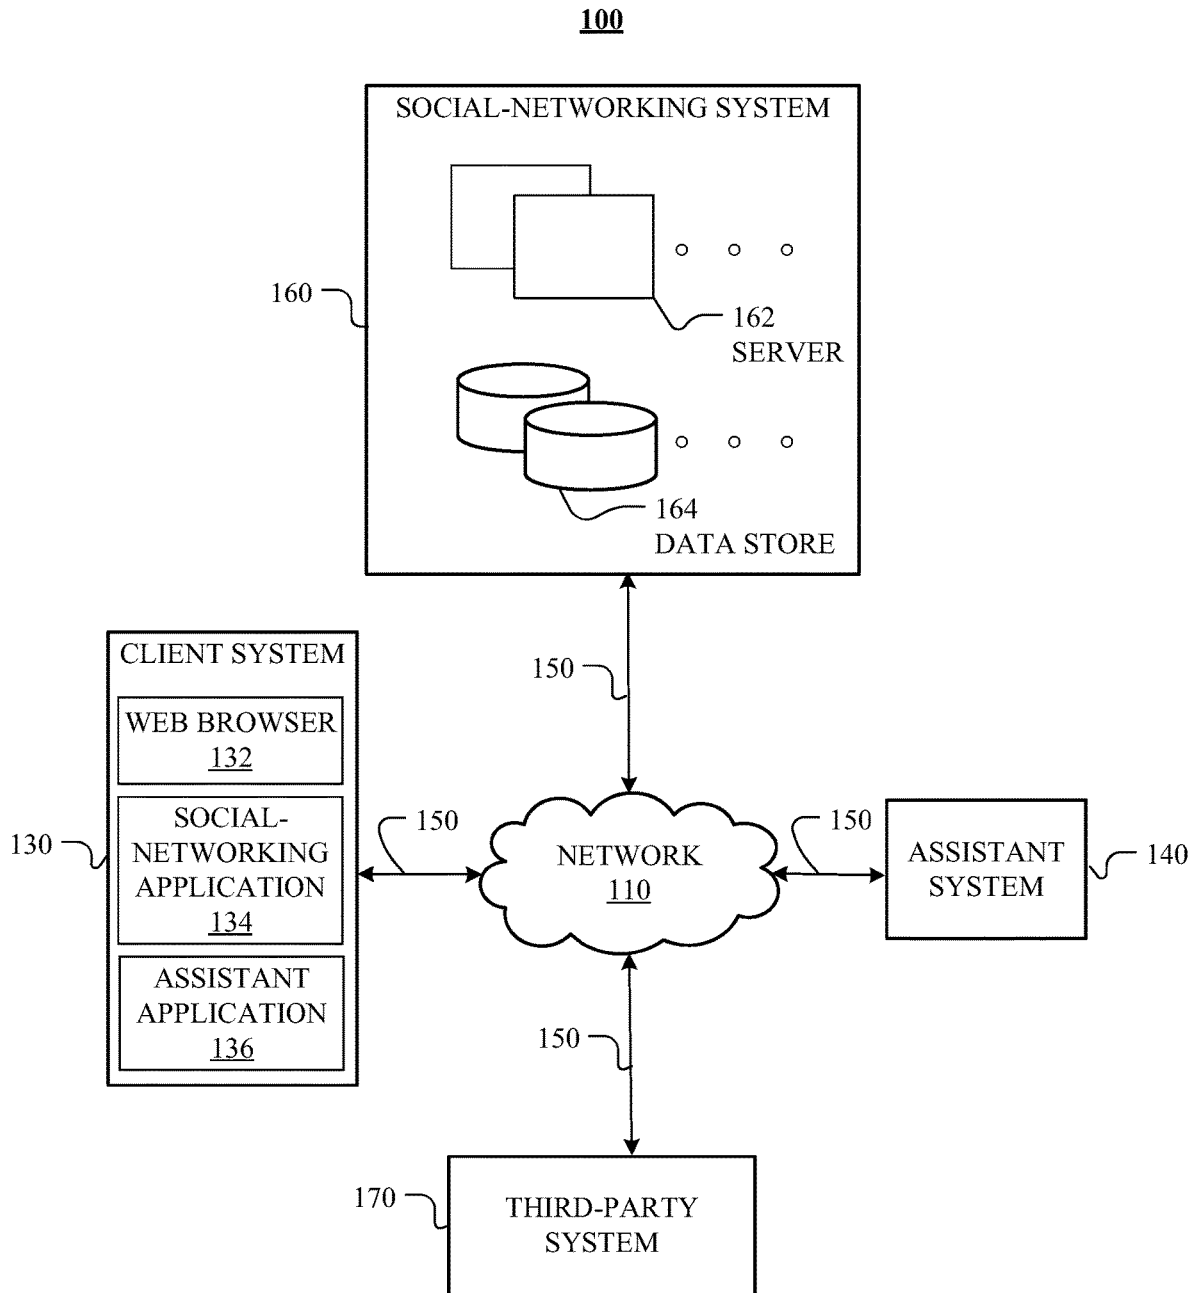 100
SOCIAL-NETWORKING SYSTEM
160
162
SERVER
164
DATA STORE
CLIENT SYSTEM
WEB BROWSER
132
SOCIAL-
NETWORKING
APPLICATION
134
ASSISTANT
APPLICATION
136
130
150
150
NETWORK
110
150
ASSISTANT
SYSTEM
140
150
170
THIRD-PARTY
SYSTEM